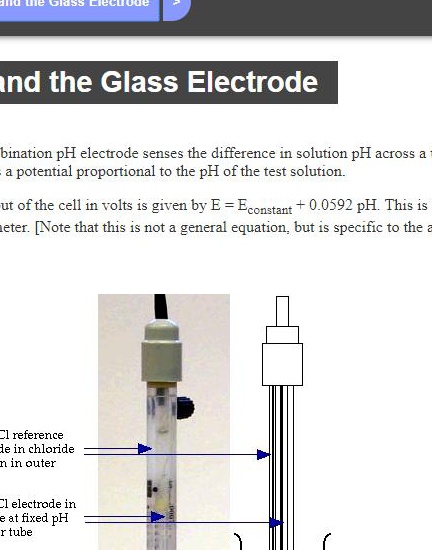 and the Glass Electrode >
and the Glass Electrode
bination pH electrode senses the difference in solution pH across a
a potential proportional to the pH of the test solution.
out of the cell in volts is given by E = Econstant + 0.0592 pH. This is
neter. [Note that this is not a general equation, but is specific to the a
Cl reference
de in chloride
n in outer
Cl electrode in
e at fixed pH
r tube